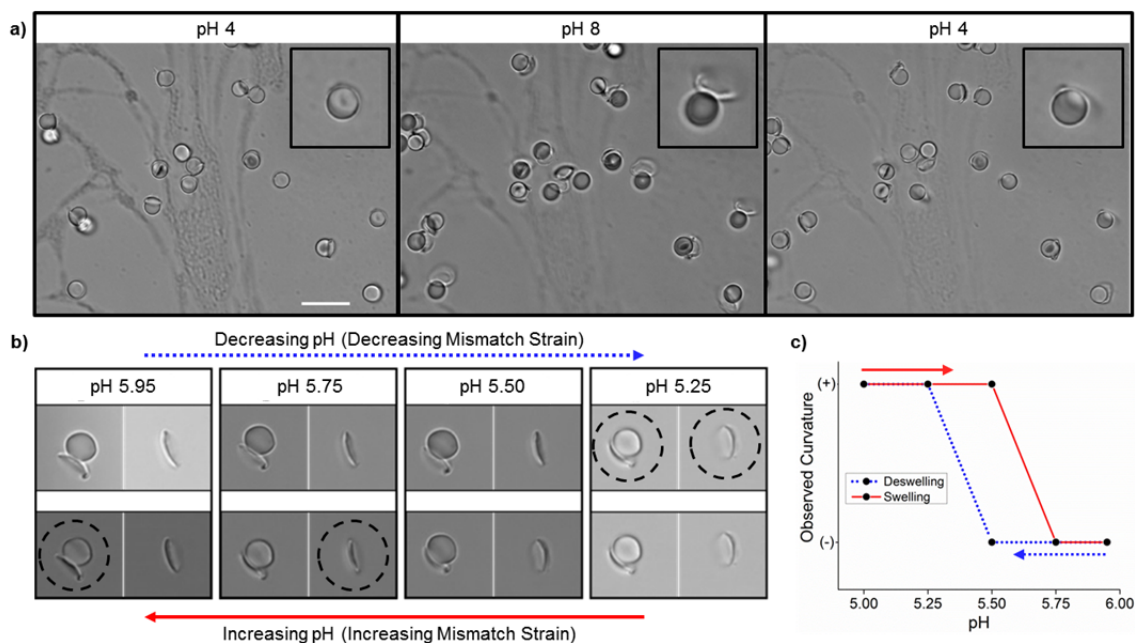 a)
pH 4
pH 8
pH 4
b)
Decreasing pH (Decreasing Mismatch Strain)
pH 5.95
pH 5.75
pH 5.50
pH 5.25
Increasing pH (Increasing Mismatch Strain)
c)
Observed Curvature
(+)
(-)
Deswelling
Swelling
5.00
5.25
5.50
5.75
6.00
pH